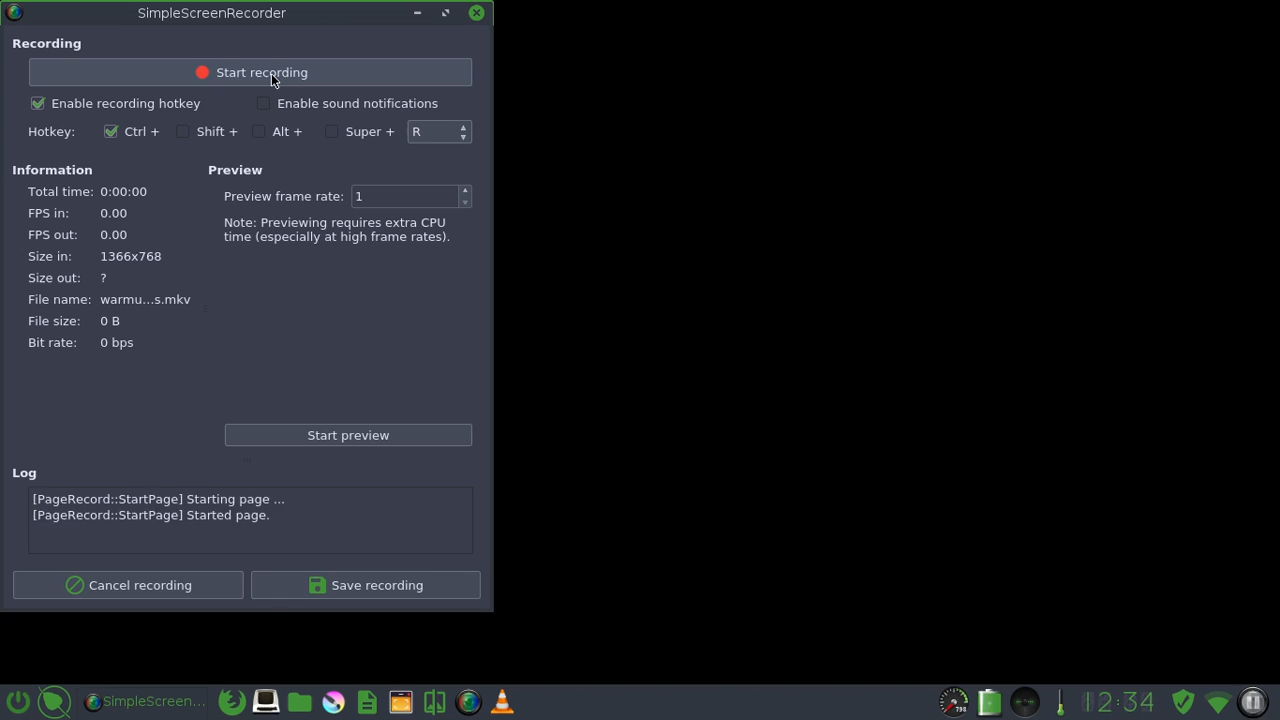 SimpleScreenRecorder
Recording
Start recording
Enable recording hotkey
Enable sound notifications
Hotkey: Ctrl + Shift + Alt + Super + R
Information
Total time: 0:00:00
FPS in: 0.00
FPS out: 0.00
Size in: 1366x768
Size out: ?
File name: warmu...s.mkv
File size: 0 B
Bit rate: 0 bps
Preview
Preview frame rate: 1
Note: Previewing requires extra CPU
time (especially at high frame rates).
Start preview
Log
[PageRecord::StartPage] Starting page ...
[PageRecord::StartPage] Started page.
Cancel recording
Save recording
SimpleScreen...
798
12:34